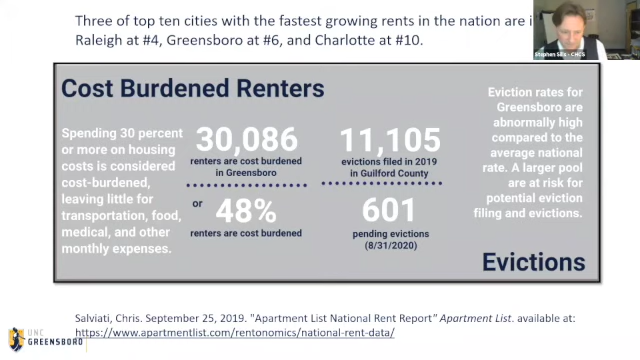 Three of top ten cities with the fastest growing rents in the nation are i
Raleigh at #4, Greensboro at #6, and Charlotte at #10.
Stephen Sills - CHCS
Cost Burdened Renters
Spending 30 percent
or more on housing
costs is considered
cost-burdened,
leaving little for
transportation, food,
medical, and other
monthly expenses.
30,086
renters are cost burdened
in Greensboro
or
48%
renters are cost burdened
11,105
evictions filed in 2019
in Guilford County
601
pending evictions
(8/31/2020)
Eviction rates for
Greensboro are
abnormally high
compared to the
average national
rate. A larger pool
are at risk for
potential eviction
filing and evictions.
Evictions
Salviati, Chris. September 25, 2019. "Apartment List National Rent Report" Apartment List. available at:
https://www.apartmentlist.com/rentonomics/national-rent-data/
UNC
GREENSBORO